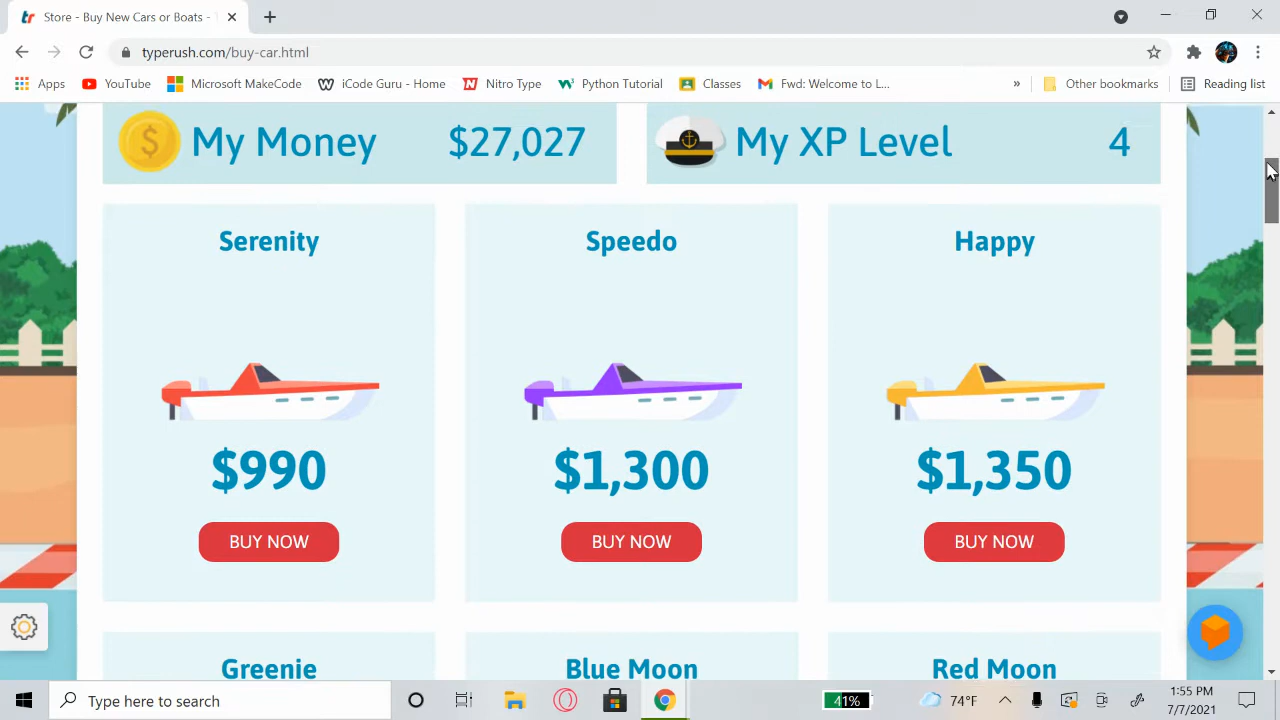 Store - Buy New Cars or Boats -
typerush.com/buy-car.html
Apps YouTube Microsoft MakeCode iCode Guru - Home Nitro Type Python Tutorial Classes Fwd: Welcome to L... » Other bookmarks Reading list
My Money $27,027 My XP Level 4
Serenity Speedo Happy
$990 $1,300 $1,350
BUY NOW BUY NOW BUY NOW
Greenie Blue Moon Red Moon
Type here to search 41% 74°F 1:55 PM
7/7/2021